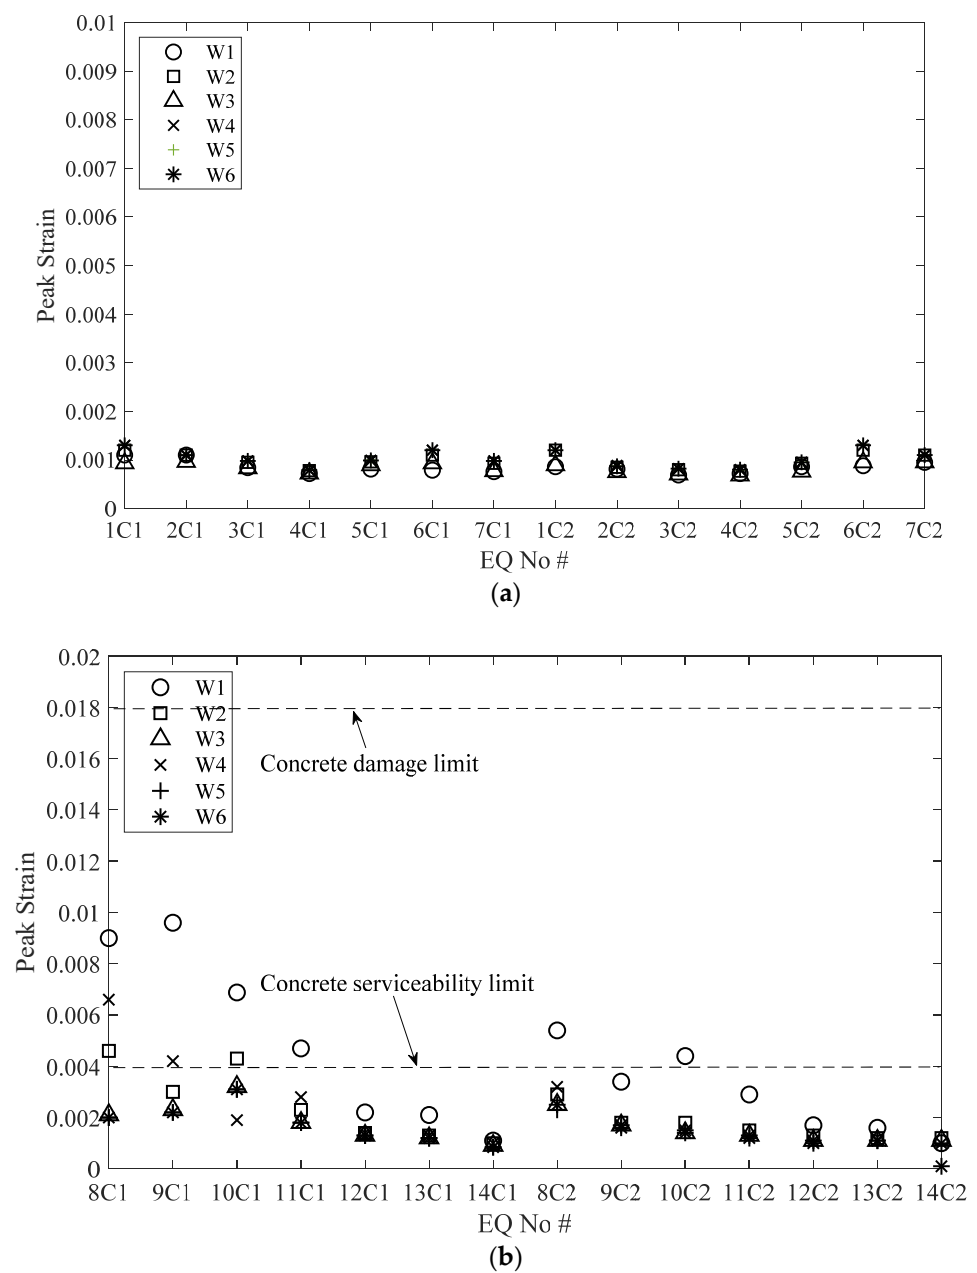 0.01
W1
W2
W3
W4
W5
W6
0.009
0.008
0.007
0.006
0.005
0.004
0.003
0.002
0.001
0
Peak Strain
1C1 2C1 3C1 4C1 5C1 6C1 7C1 1C2 2C2 3C2 4C2 5C2 6C2 7C2
EQ No #
(a)
0.02
W1
W2
W3
W4
W5
W6
0.018
Concrete damage limit
0.016
0.014
0.012
0.01
0.008
Concrete serviceability limit
0.006
0.004
0.002
0
Peak Strain
8C1 9C1 10C1 11C1 12C1 13C1 14C1 8C2 9C2 10C2 11C2 12C2 13C2 14C2
EQ No #
(b)